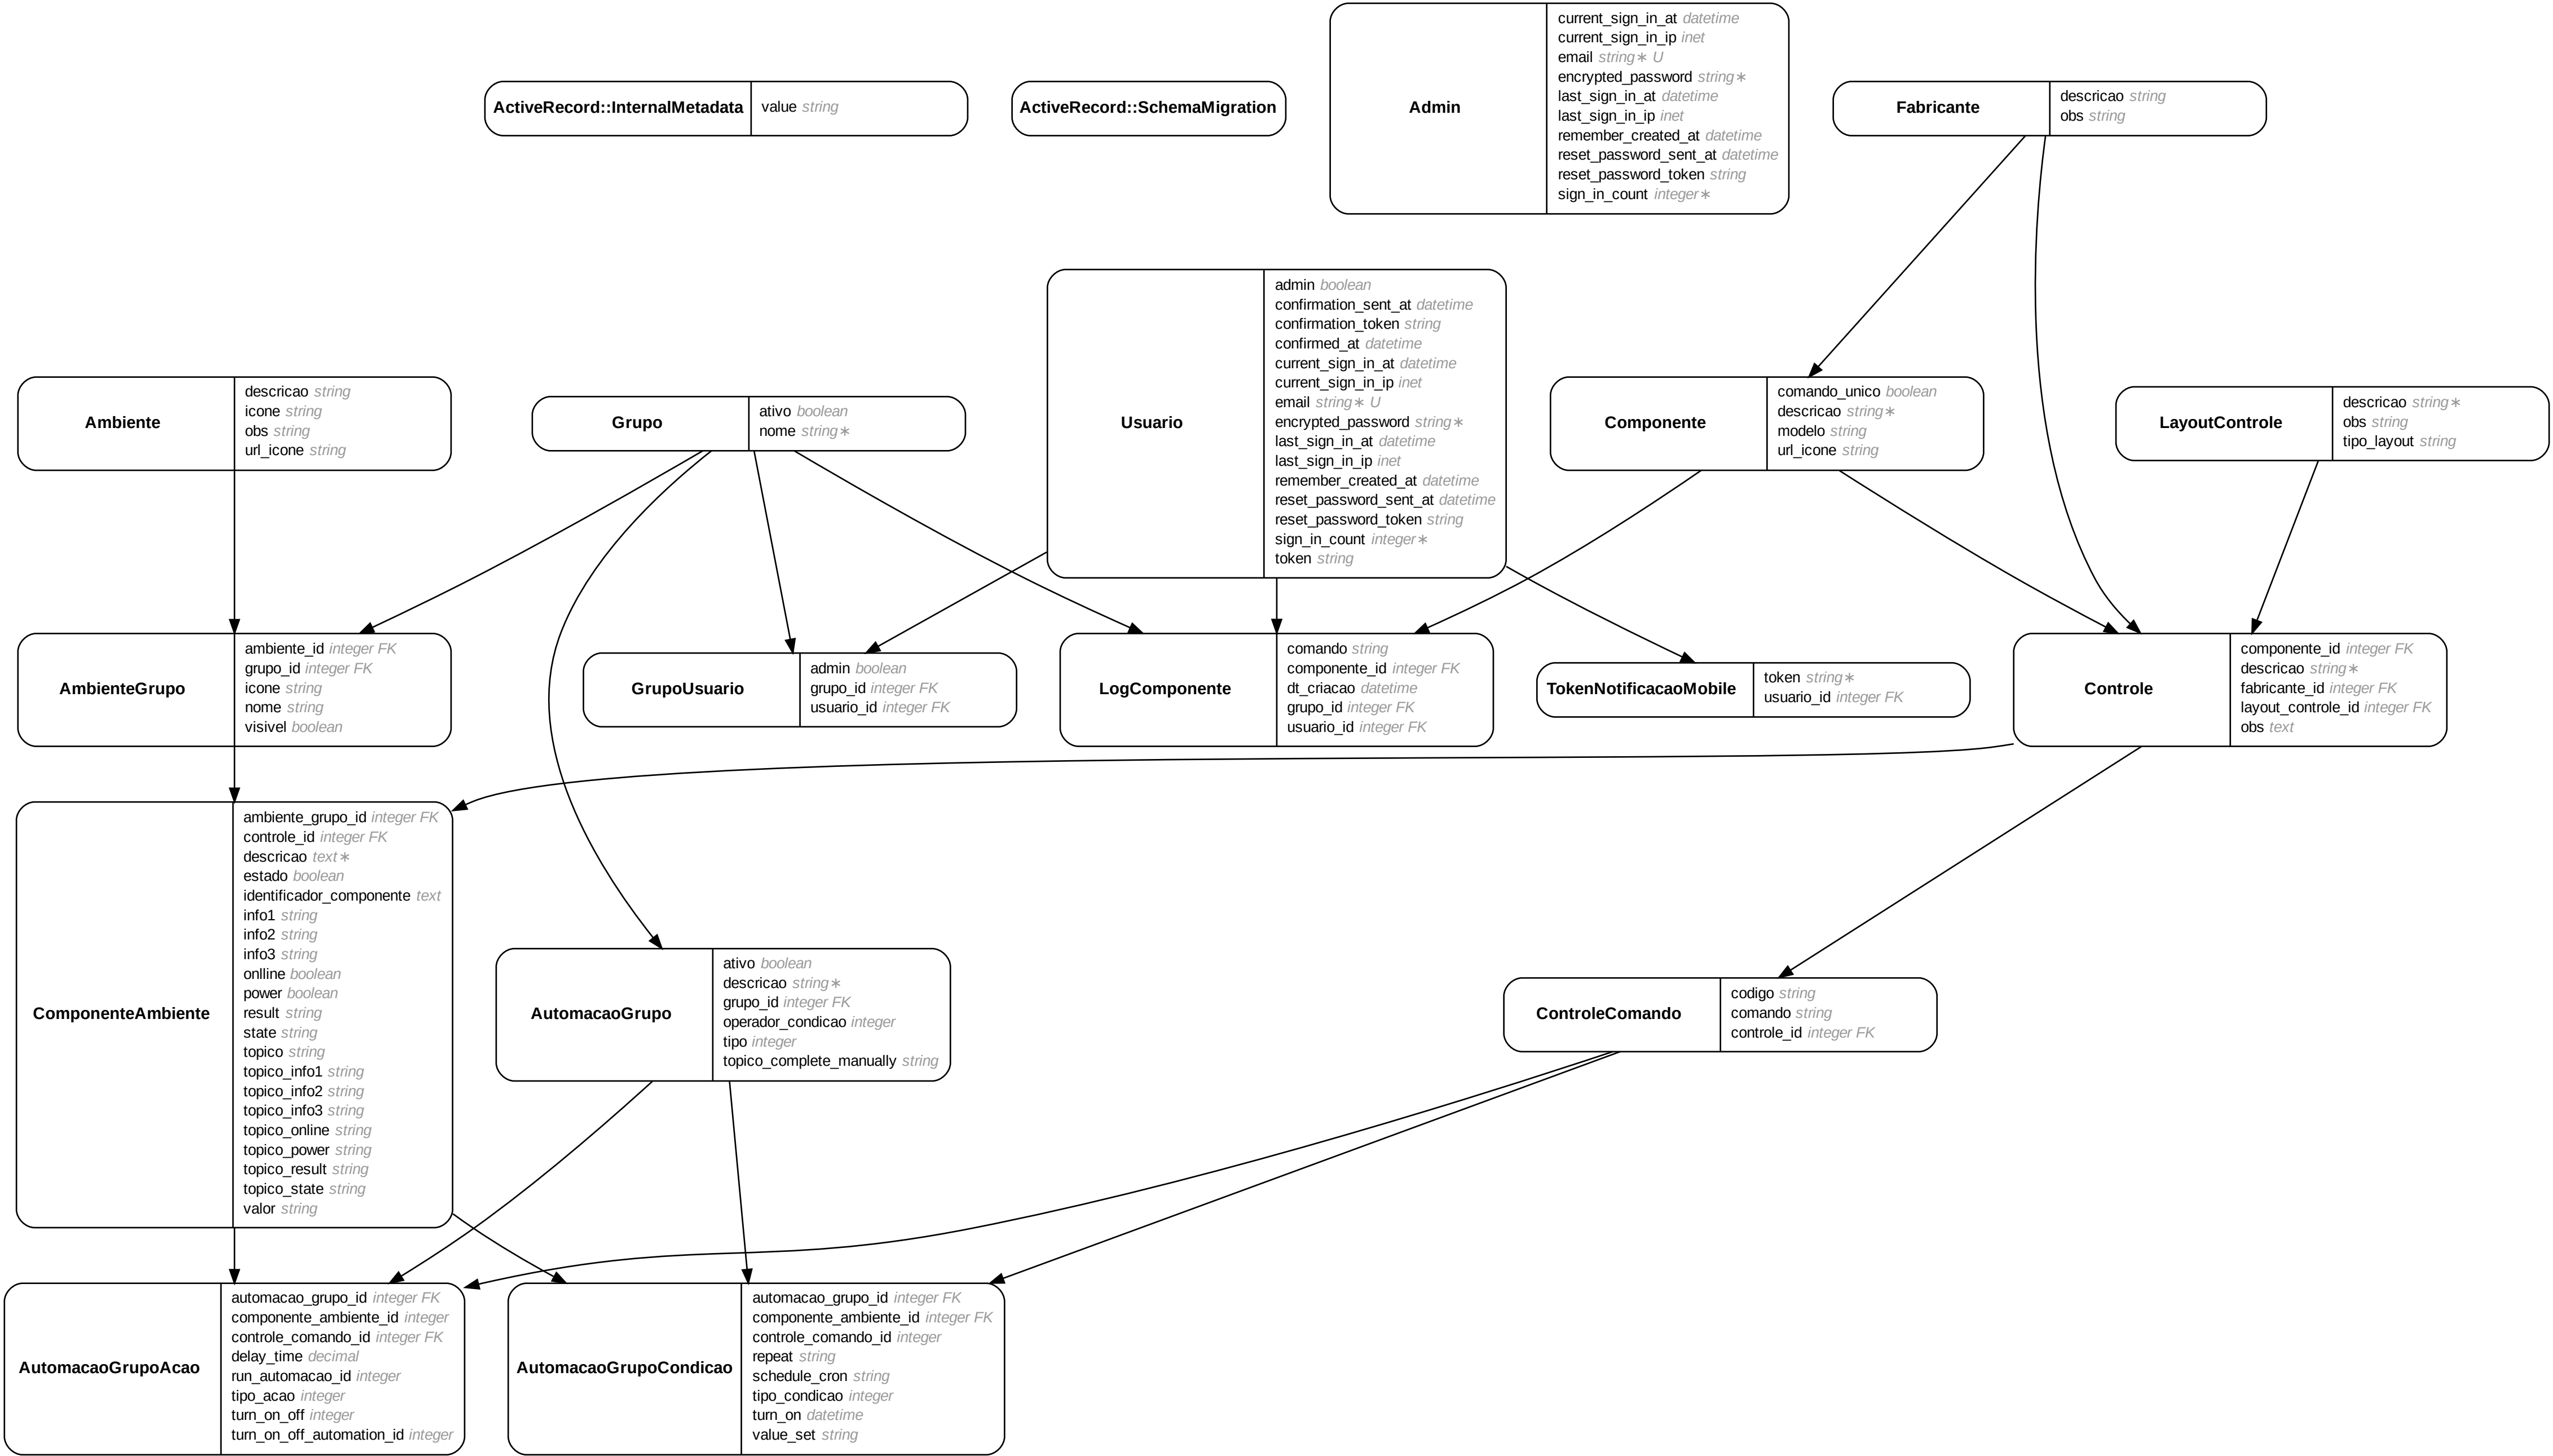 ActiveRecord::InternalMetadata
value string
ActiveRecord::SchemaMigration
Admin
current_sign_in_at datetime
current_sign_in_ip inet
email string∗ U
encrypted_password string∗
last_sign_in_at datetime
last_sign_in_ip inet
remember_created_at datetime
reset_password_sent_at datetime
reset_password_token string
sign_in_count integer∗
Fabricante
descricao string
obs string
Ambiente
descricao string
icone string
obs string
url_icone string
Grupo
ativo boolean
nome string∗
Usuario
admin boolean
confirmation_sent_at datetime
confirmation_token string
confirmed_at datetime
current_sign_in_at datetime
current_sign_in_ip inet
email string∗ U
encrypted_password string∗
last_sign_in_at datetime
last_sign_in_ip inet
remember_created_at datetime
reset_password_sent_at datetime
reset_password_token string
sign_in_count integer∗
token string
Componente
comando_unico boolean
descricao string∗
modelo string
url_icone string
LayoutControle
descricao string∗
obs string
tipo_layout string
AmbienteGrupo
ambiente_id integer FK
grupo_id integer FK
icone string
nome string
visivel boolean
GrupoUsuario
admin boolean
grupo_id integer FK
usuario_id integer FK
LogComponente
comando string
componente_id integer FK
dt_criacao datetime
grupo_id integer FK
usuario_id integer FK
TokenNotificacaoMobile
token string∗
usuario_id integer FK
Controle
componente_id integer FK
descricao string∗
fabricante_id integer FK
layout_controle_id integer FK
obs text
ComponenteAmbiente
ambiente_grupo_id integer FK
controle_id integer FK
descricao text∗
estado boolean
identificador_componente text
info1 string
info2 string
info3 string
onlline boolean
power boolean
result string
state string
topico string
topico_info1 string
topico_info2 string
topico_info3 string
topico_online string
topico_power string
topico_result string
topico_state string
valor string
AutomacaoGrupo
ativo boolean
descricao string∗
grupo_id integer FK
operador_condicao integer
tipo integer
topico_complete_manually string
ControleComando
codigo string
comando string
controle_id integer FK
AutomacaoGrupoAcao
automacao_grupo_id integer FK
componente_ambiente_id integer
controle_comando_id integer FK
delay_time decimal
run_automacao_id integer
tipo_acao integer
turn_on_off integer
turn_on_off_automation_id integer
AutomacaoGrupoCondicao
automacao_grupo_id integer FK
componente_ambiente_id integer FK
controle_comando_id integer
repeat string
schedule_cron string
tipo_condicao integer
turn_on datetime
value_set string